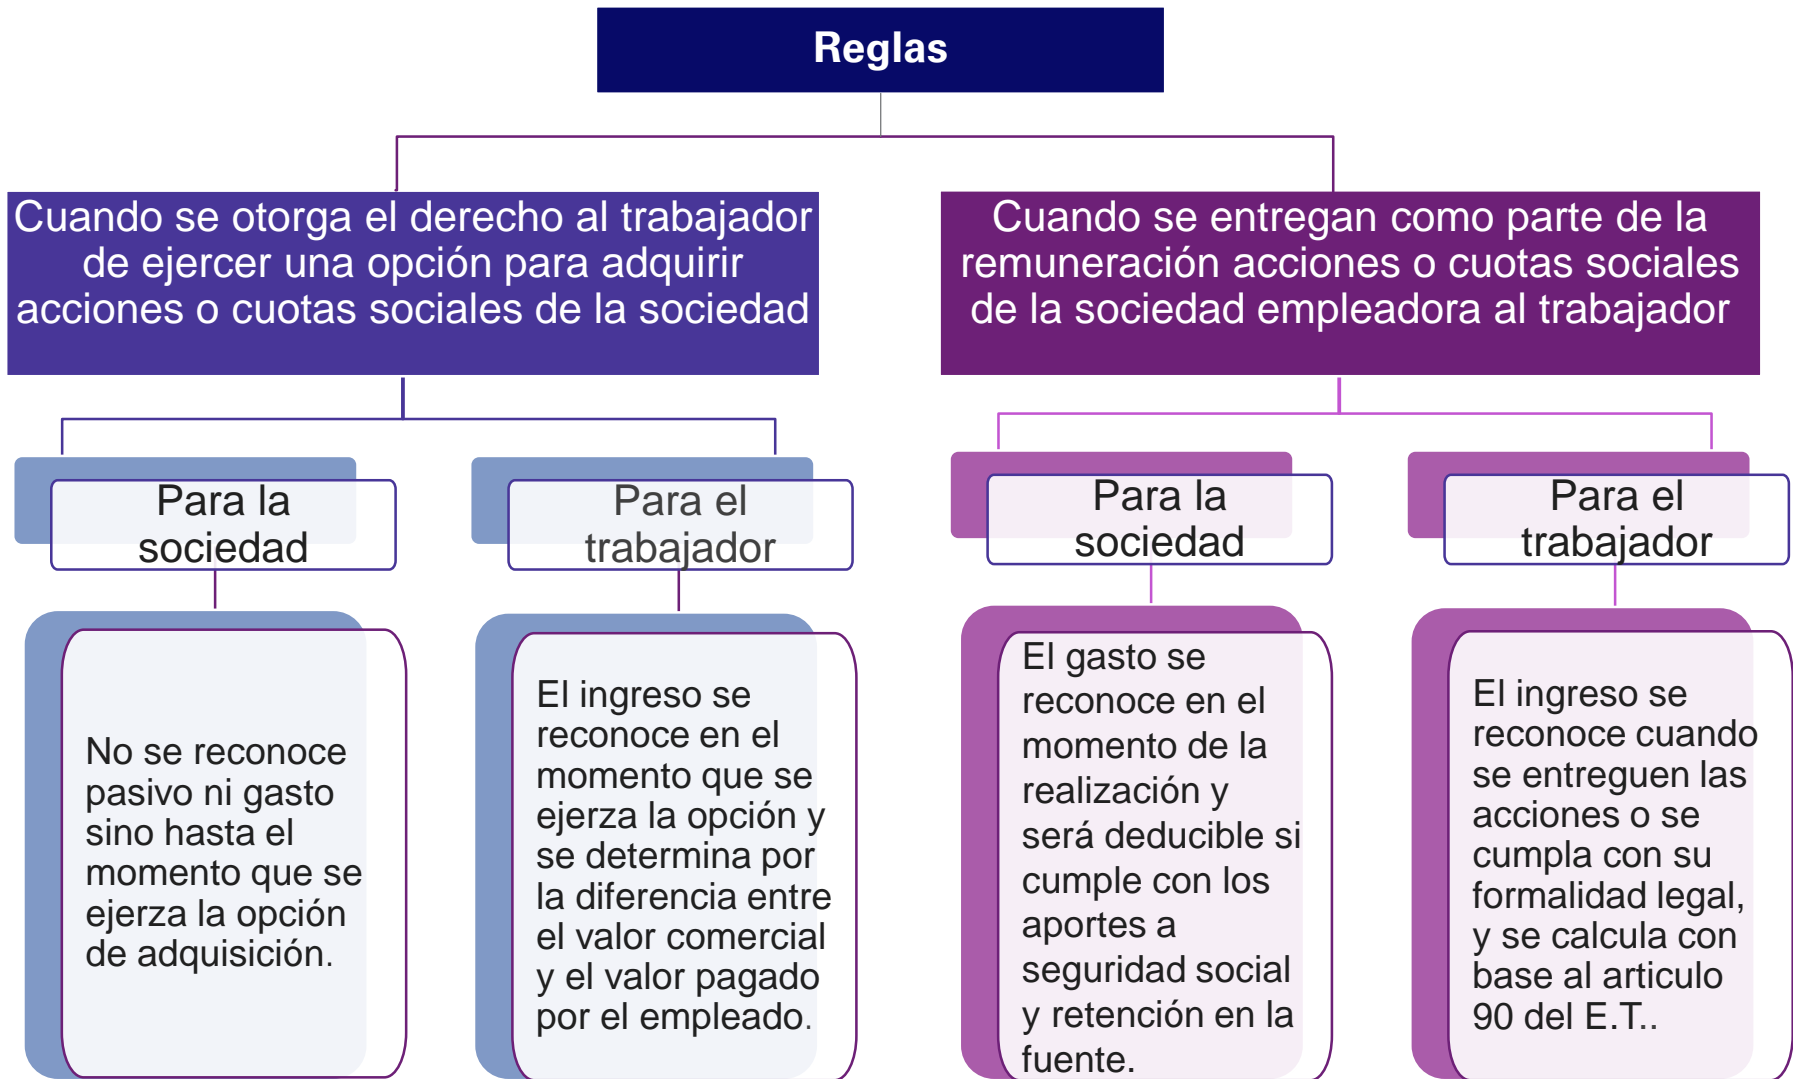 Reglas
Cuando se otorga el derecho al trabajador
de ejercer una opción para adquirir
acciones o cuotas sociales de la sociedad
Para la
sociedad
No se reconoce
pasivo ni gasto
sino hasta el
momento que se
ejerza la opción
de adquisición.
Para el
trabajador
El ingreso se
reconoce en el
momento que se
ejerza la opción y
se determina por
la diferencia entre
el valor comercial
y el valor pagado
por el empleado.
Cuando se entregan como parte de la
remuneración acciones o cuotas sociales
de la sociedad empleadora al trabajador
Para la
sociedad
El gasto se
reconoce en el
momento de la
realización y
será deducible si
cumple con los
aportes a
seguridad social
y retención en la
fuente.
Para el
trabajador
El ingreso se
reconoce cuando
se entreguen las
acciones o se
cumpla con su
formalidad legal,
y se calcula con
base al articulo
90 del E.T..